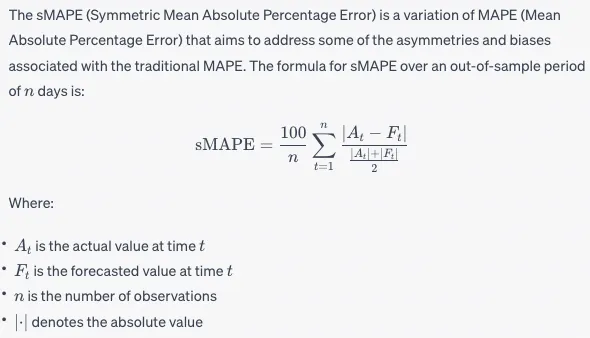 The sMAPE (Symmetric Mean Absolute Percentage Error) is a variation of MAPE (Mean
Absolute Percentage Error) that aims to address some of the asymmetries and biases
associated with the traditional MAPE. The formula for sMAPE over an out-of-sample period
of n days is:
sMAPE = \frac{100}{n} \sum_{t=1}^{n} \frac{|A_t − F_t|}{\frac{|A_t|+|F_t|}{2}}
Where:
• A_t is the actual value at time t
• F_t is the forecasted value at time t
• n is the number of observations
• |·| denotes the absolute value